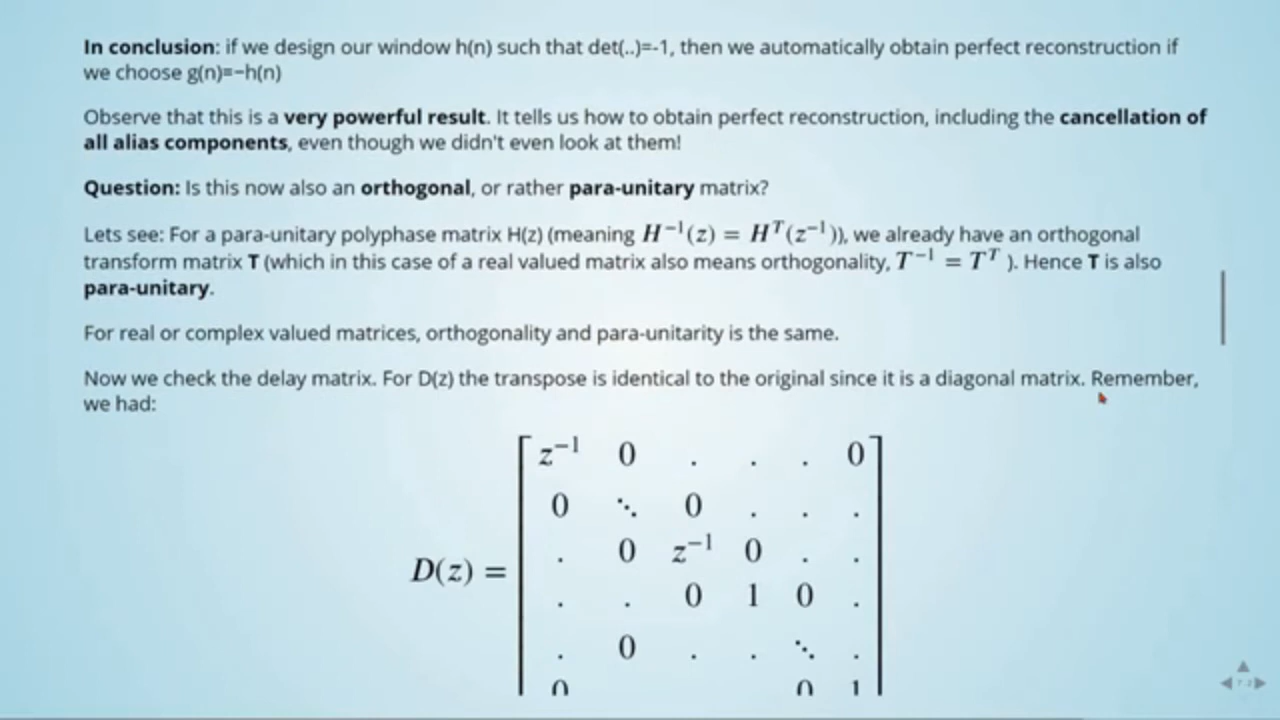 In conclusion: if we design our window h(n) such that det(..)=-1, then we automatically obtain perfect reconstruction if
we choose g(n)=−h(n)
Observe that this is a very powerful result. It tells us how to obtain perfect reconstruction, including the cancellation of
all alias components, even though we didn't even look at them!
Question: Is this now also an orthogonal, or rather para-unitary matrix?
Lets see: For a para-unitary polyphase matrix H(z) (meaning H⁻¹(z) = Hᵀ(z⁻¹)), we already have an orthogonal
transform matrix T (which in this case of a real valued matrix also means orthogonality, T⁻¹ = Tᵀ ). Hence T is also
para-unitary.
For real or complex valued matrices, orthogonality and para-unitarity is the same.
Now we check the delay matrix. For D(z) the transpose is identical to the original since it is a diagonal matrix. Remember,
we had:
z⁻¹ 0 . . . 0
0 ⋱ 0 . . .
. 0 z⁻¹ 0 . .
D(z) =
. . 0 1 0 .
. 0 . . ⋱ .
0 0 1